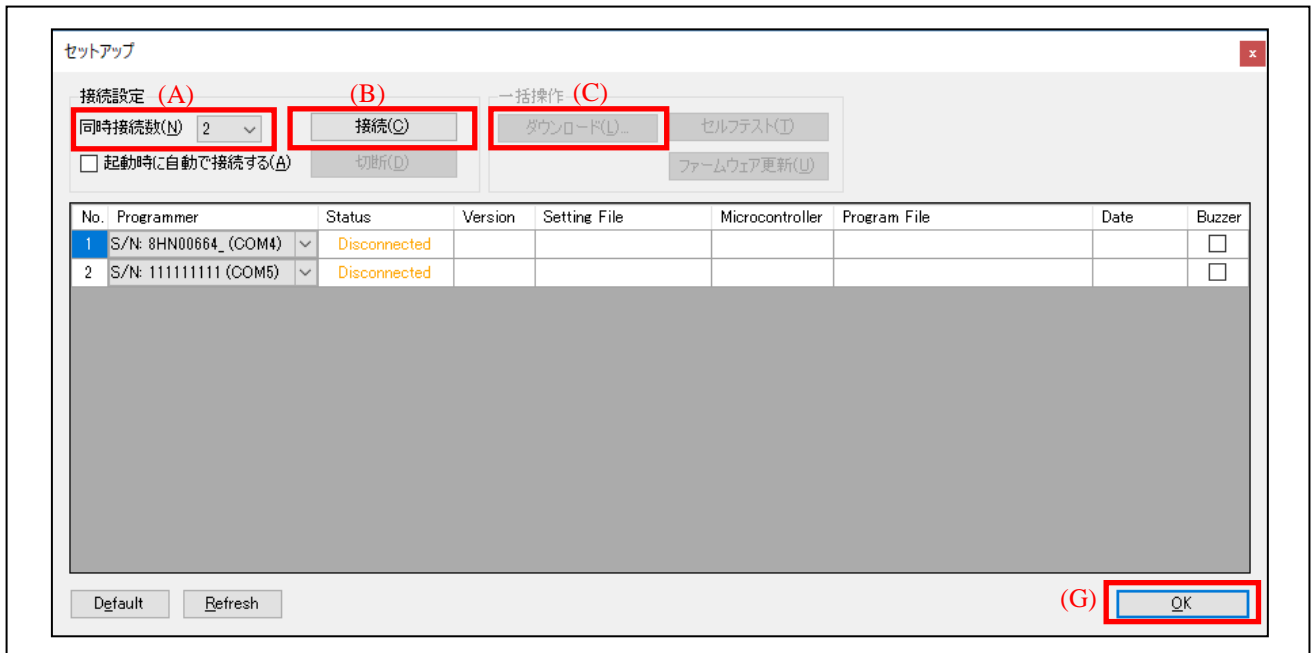 セットアップ
x
接続設定 (A) (B) 一括操作 (C)
同時接続数(N) 2 接続(C) ダウンロード(L)... セルフテスト(T)
起動時に自動で接続する(A) 切断(D) ファームウェア更新(U)
No. Programmer Status Version Setting File Microcontroller Program File Date Buzzer
1 S/N: 8HN00664_ (COM4) Disconnected
2 S/N: 111111111 (COM5) Disconnected
Default Refresh (G) OK